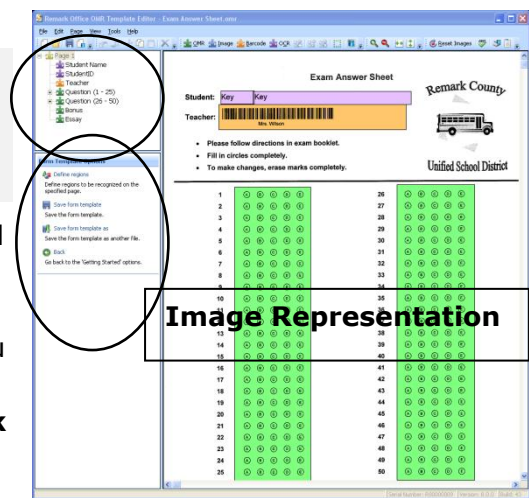 Remark Office OMR Template Editor - Exam Answer Sheet.omr
File Edit Page View Tools Help
OMR Image Barcode OCR Reset Images
Page 1
Student Name
StudentID
Teacher
Question (1 - 25)
Question (26 - 50)
Bonus
Essay
Define regions
Define regions to be recognized on the
specified page.
Save form template
Save the form template.
Save form template as
Save the form template as another file.
Back
Go back to the 'Getting Started' options.
Exam Answer Sheet
Remark County
Unified School District
Student: Key Key
Teacher:
Mrs. Wilson
• Please follow directions in exam booklet.
• Fill in circles completely.
• To make changes, erase marks completely.
Image Representation
1 A B C D E 26 A B C D E
2 A B C D E 27 A B C D E
3 A B C D E 28 A B C D E
4 A B C D E 29 A B C D E
5 A B C D E 30 A B C D E
6 A B C D E 31 A B C D E
7 A B C D E 32 A B C D E
8 A B C D E 33 A B C D E
9 A B C D E 34 A B C D E
10 A B C D E 35 A B C D E
13 A B C D E 38 A B C D E
14 A B C D E 39 A B C D E
15 A B C D E 40 A B C D E
16 A B C D E 41 A B C D E
17 A B C D E 42 A B C D E
18 A B C D E 43 A B C D E
19 A B C D E 44 A B C D E
20 A B C D E 45 A B C D E
21 A B C D E 46 A B C D E
22 A B C D E 47 A B C D E
23 A B C D E 48 A B C D E
24 A B C D E 49 A B C D E
25 A B C D E 50 A B C D E